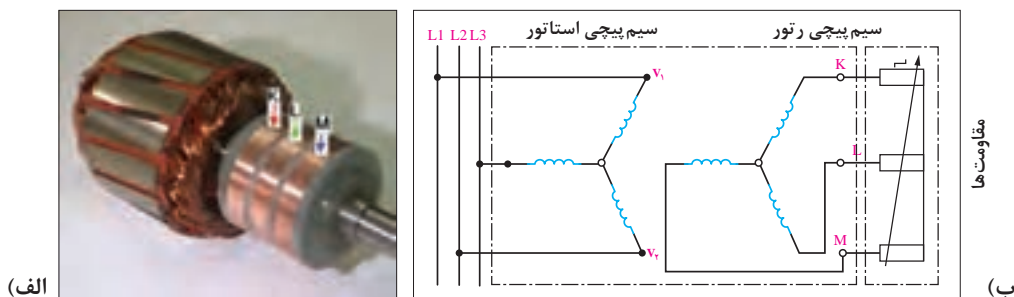 سیم پیچی رتور
سیم پیچی استاتور
L1 L2 L3
K
V۱
L
M
V۲
مقاومت‌ها
الف)
ب)